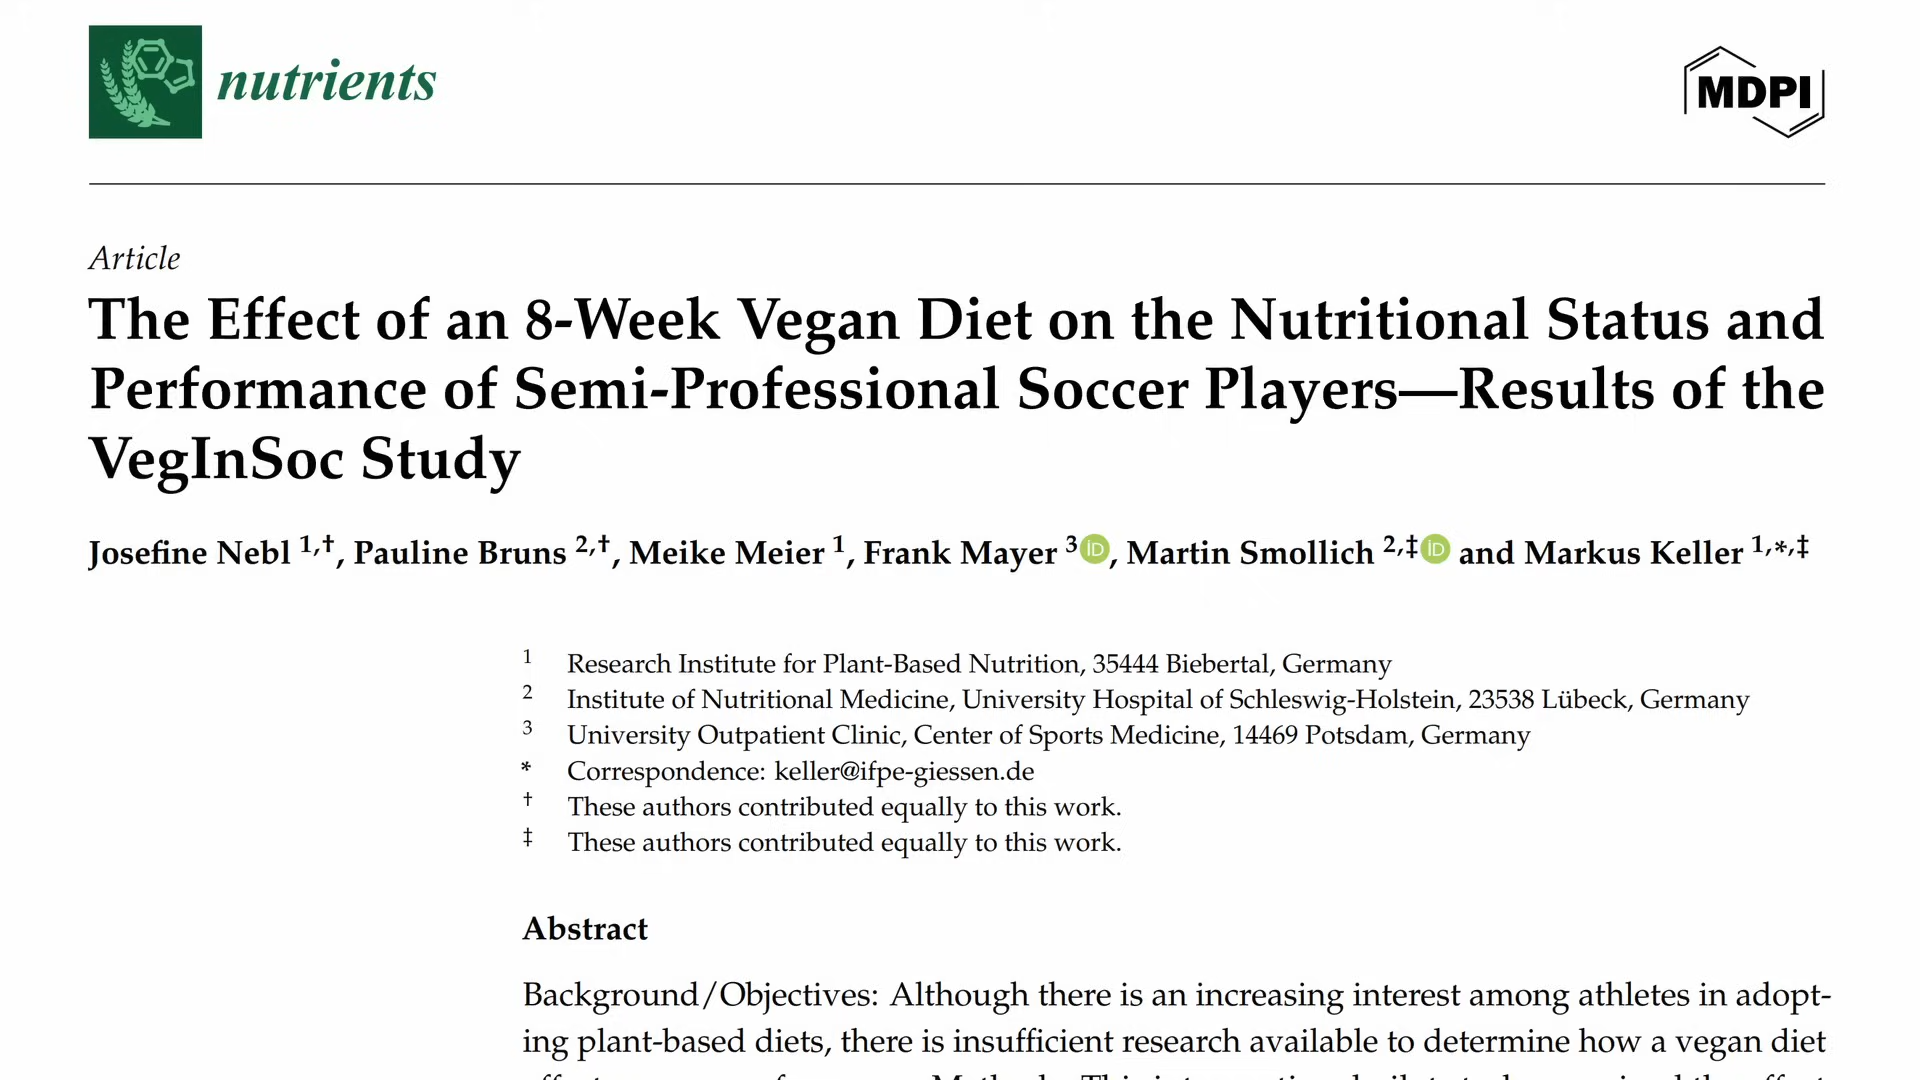 nutrients
MDPI
Article
The Effect of an 8-Week Vegan Diet on the Nutritional Status and
Performance of Semi-Professional Soccer Players—Results of the
VegInSoc Study
Josefine Nebl 1,†, Pauline Bruns 2,†, Meike Meier 1, Frank Mayer 3 iD, Martin Smollich 2,‡ iD and Markus Keller 1,*,‡
1 Research Institute for Plant-Based Nutrition, 35444 Biebertal, Germany
2 Institute of Nutritional Medicine, University Hospital of Schleswig-Holstein, 23538 Lübeck, Germany
3 University Outpatient Clinic, Center of Sports Medicine, 14469 Potsdam, Germany
* Correspondence: keller@ifpe-giessen.de
† These authors contributed equally to this work.
‡ These authors contributed equally to this work.
Abstract
Background/Objectives: Although there is an increasing interest among athletes in adopt-
ing plant-based diets, there is insufficient research available to determine how a vegan diet